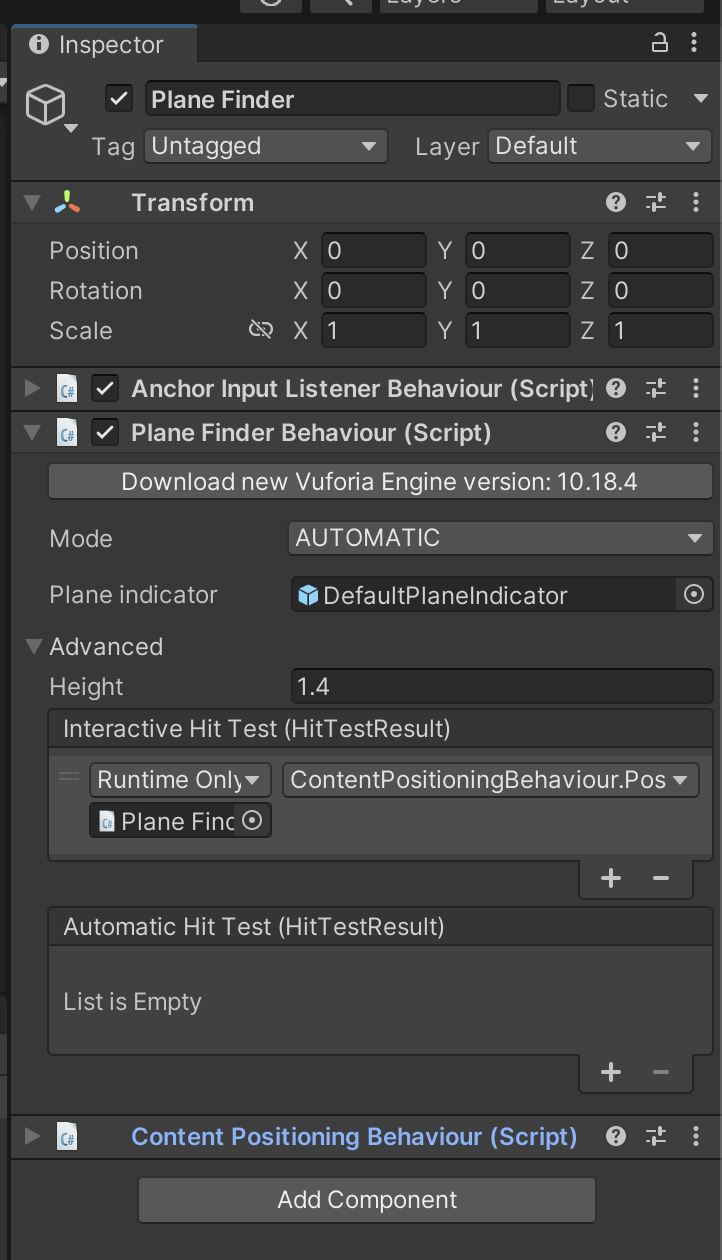 Inspector
Plane Finder
Static
Tag Untagged Layer Default
Transform
Position X 0 Y 0 Z 0
Rotation X 0 Y 0 Z 0
Scale X 1 Y 1 Z 1
C# Anchor Input Listener Behaviour (Script)
C# Plane Finder Behaviour (Script)
Download new Vuforia Engine version: 10.18.4
Mode AUTOMATIC
Plane indicator DefaultPlaneIndicator
Advanced
Height 1.4
Interactive Hit Test (HitTestResult)
Runtime Only ContentPositioningBehaviour.Pos
C# Plane Finc
Automatic Hit Test (HitTestResult)
List is Empty
C# Content Positioning Behaviour (Script)
Add Component